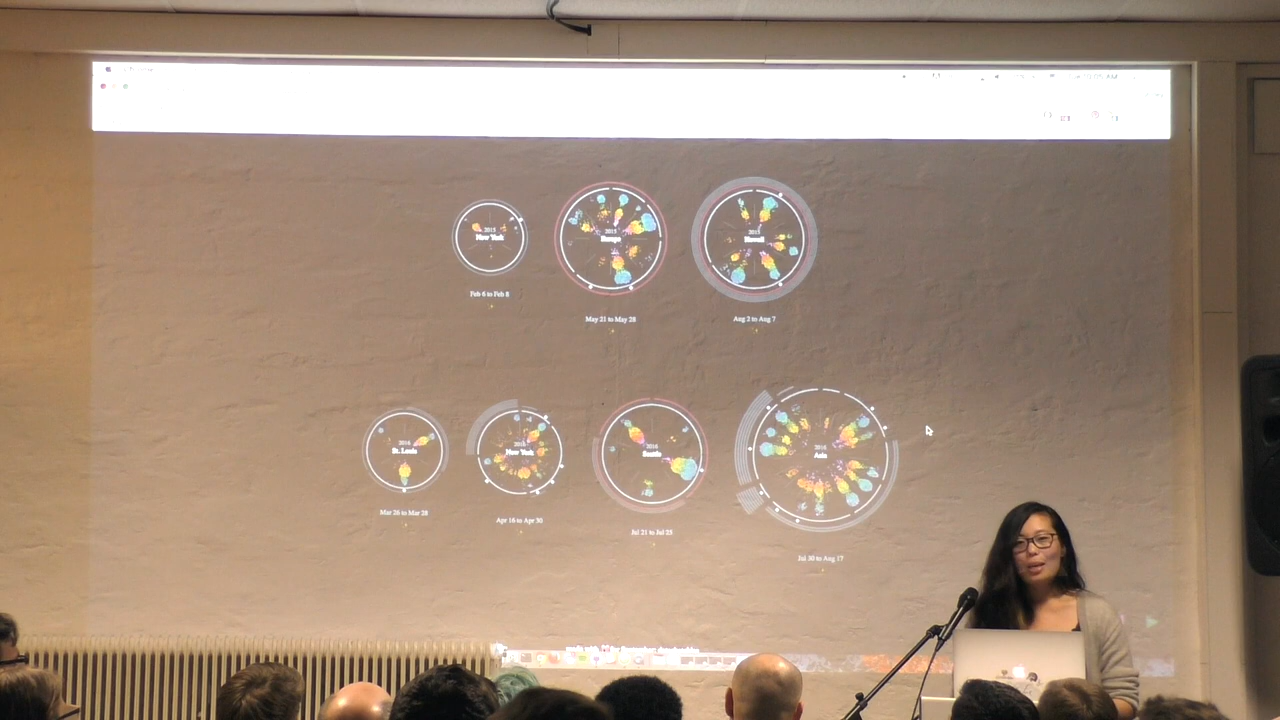 2015
New York
Feb 6 to Feb 8
2015
Europe
May 21 to May 28
2015
Hawaii
Aug 2 to Aug 7
2016
St. Louis
Mar 26 to Mar 28
2016
New York
Apr 16 to Apr 30
2016
Seattle
Jul 21 to Jul 25
2016
Asia
Jul 30 to Aug 17